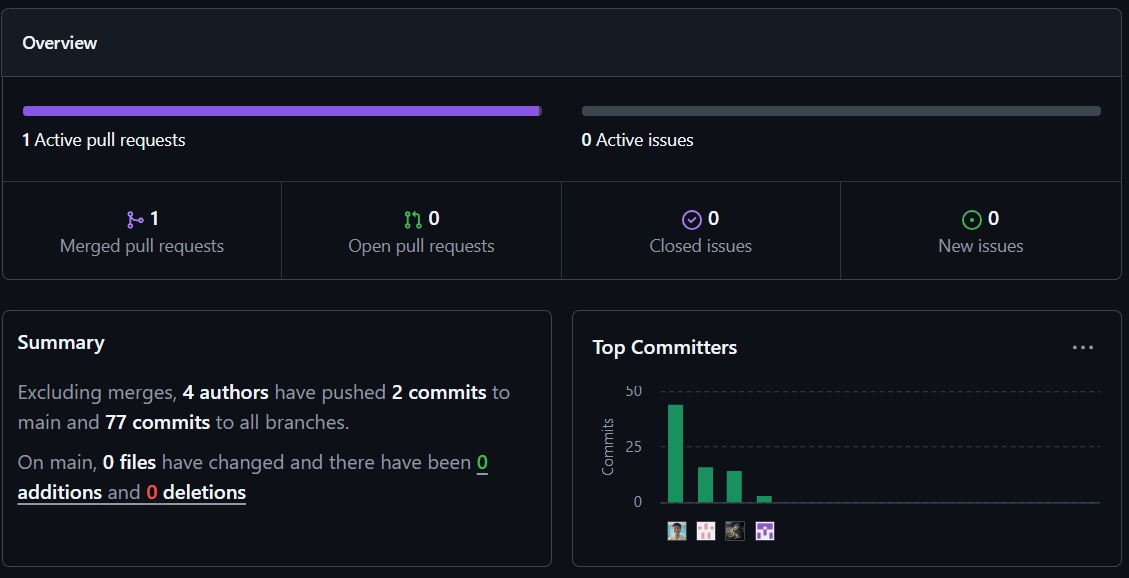 Overview
1 Active pull requests
0 Active issues
1
Merged pull requests
0
Open pull requests
0
Closed issues
0
New issues
Summary
Excluding merges, 4 authors have pushed 2 commits to
main and 77 commits to all branches.
On main, 0 files have changed and there have been 0
additions and 0 deletions
Top Committers
50
25
0
Commits